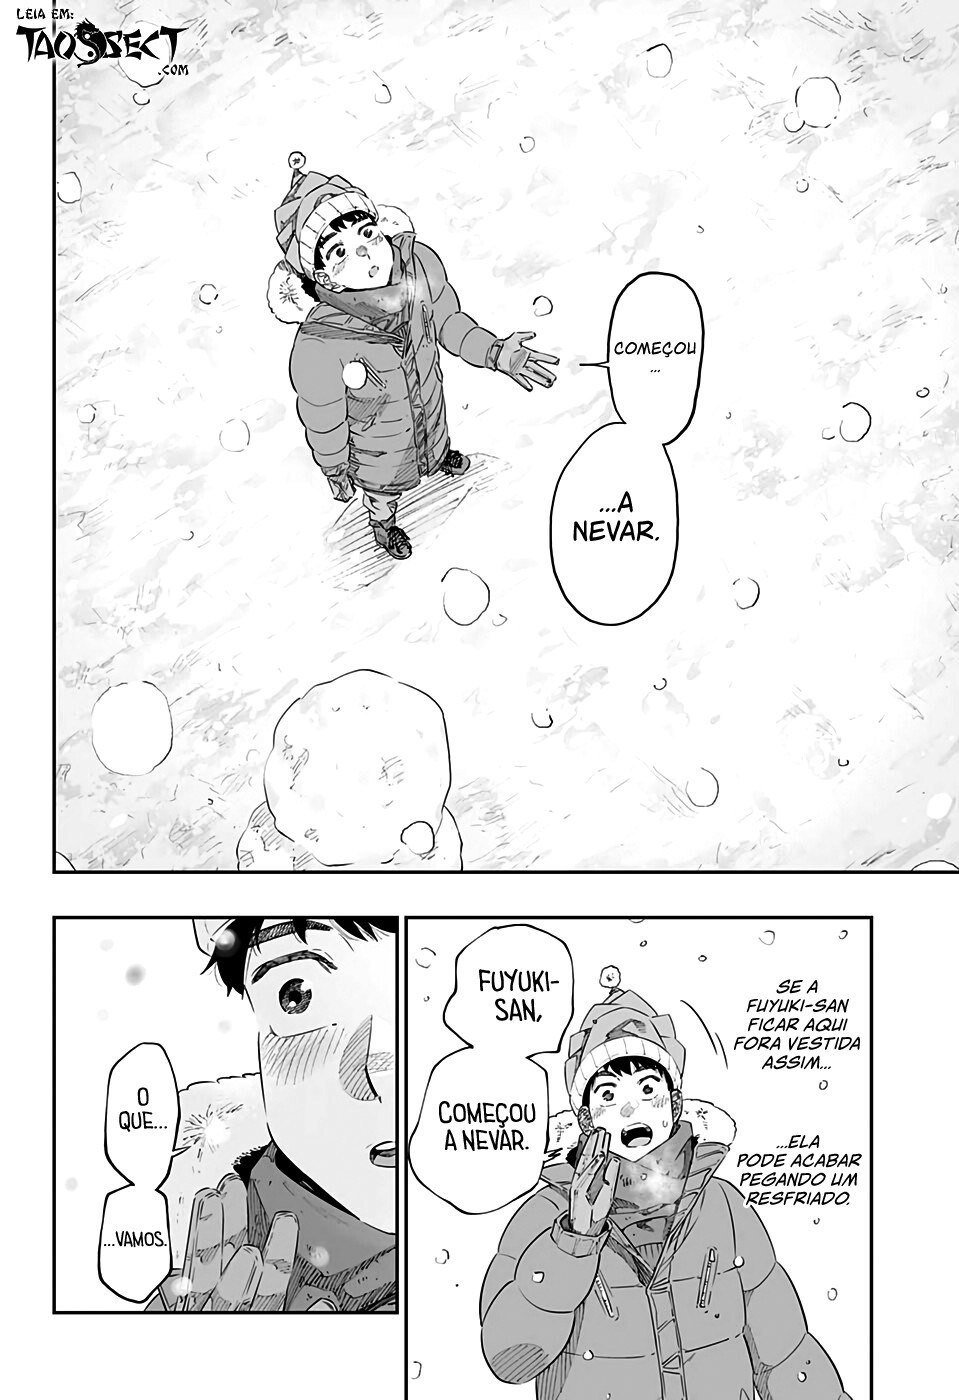 LEIA EM:
TAOSSECT
.COM
COMEÇOU
...
...A
NEVAR.
SE A
FUYUKI-SAN
FICAR AQUI
FORA VESTIDA
ASSIM...
...ELA
PODE ACABAR
PEGANDO UM
RESFRIADO.
FUYUKI-
SAN,
COMEÇOU
A NEVAR.
O
QUE...
...VAMOS.